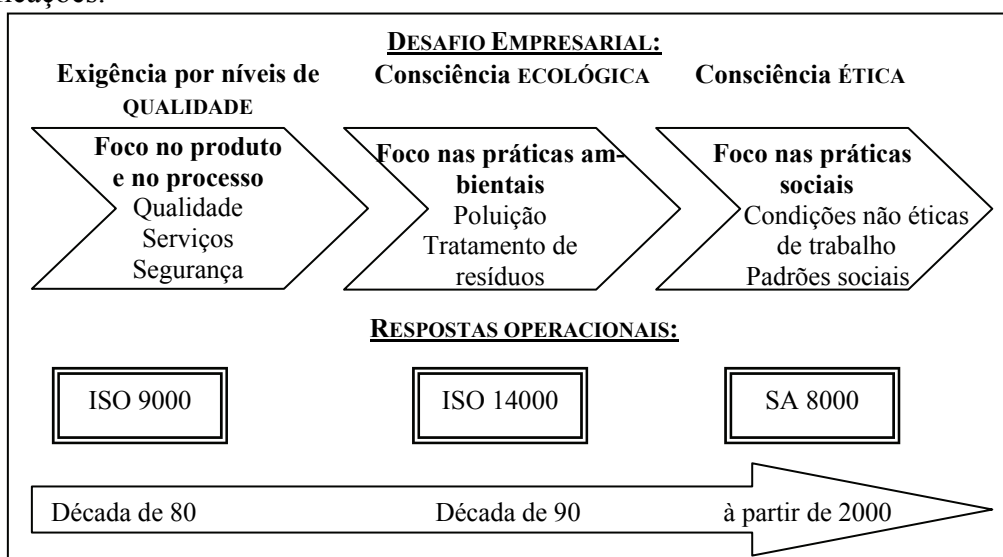 icações.
DESAFIO EMPRESARIAL:
Exigência por níveis de
QUALIDADE
Consciência ECOLÓGICA
Consciência ÉTICA
Foco no produto
e no processo
Qualidade
Serviços
Segurança
Foco nas práticas am-
bientais
Poluição
Tratamento de
resíduos
Foco nas práticas
sociais
Condições não éticas
de trabalho
Padrões sociais
RESPOSTAS OPERACIONAIS:
ISO 9000
ISO 14000
SA 8000
Década de 80
Década de 90
à partir de 2000